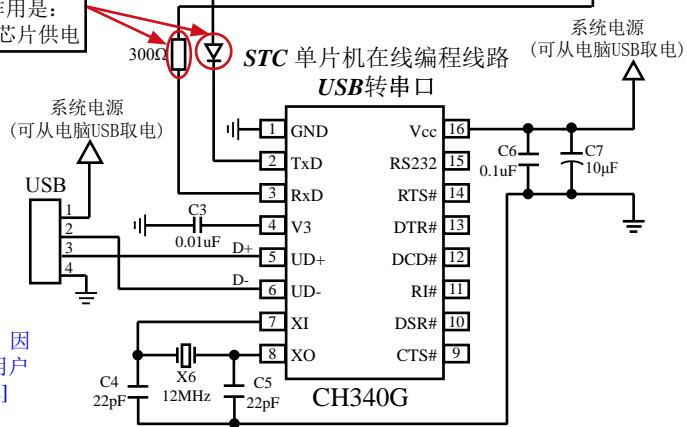 作用是：
芯片供电
300Ω
STC 单片机在线编程线路
USB转串口
系统电源
(可从电脑USB取电)
系统电源
(可从电脑USB取电)
USB
1
2
3
4
C3
0.01uF
D+
D-
1 GND
2 TxD
3 RxD
4 V3
5 UD+
6 UD-
7 XI
8 XO
Vcc 16
RS232 15
RTS# 14
DTR# 13
DCD# 12
RI# 11
DSR# 10
CTS# 9
CH340G
C6
0.1uF
C7
10μF
因
用户
]
C4
22pF
X6
12MHz
C5
22pF